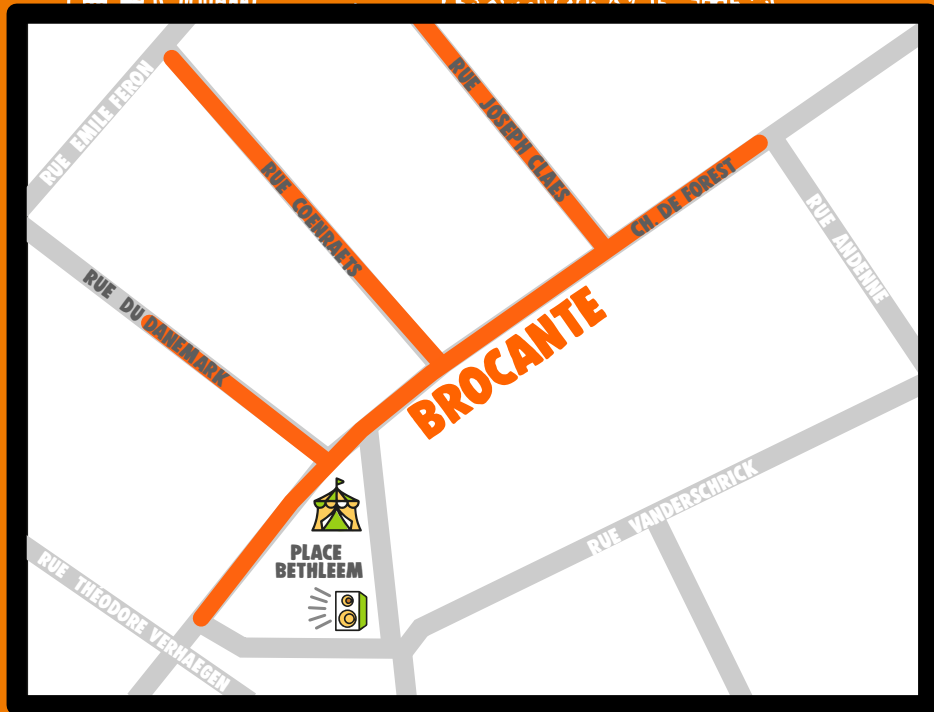 RUE EMILE FERON
RUE JOSEPH CLAES
RUE COENRAETS
CH. DE FOREST
RUE ANDENNE
RUE DU DANEMARK
BROCANTE
RUE VANDERSCHRICK
PLACE
BETHLEEM
RUE THÉODORE VERHAEGEN